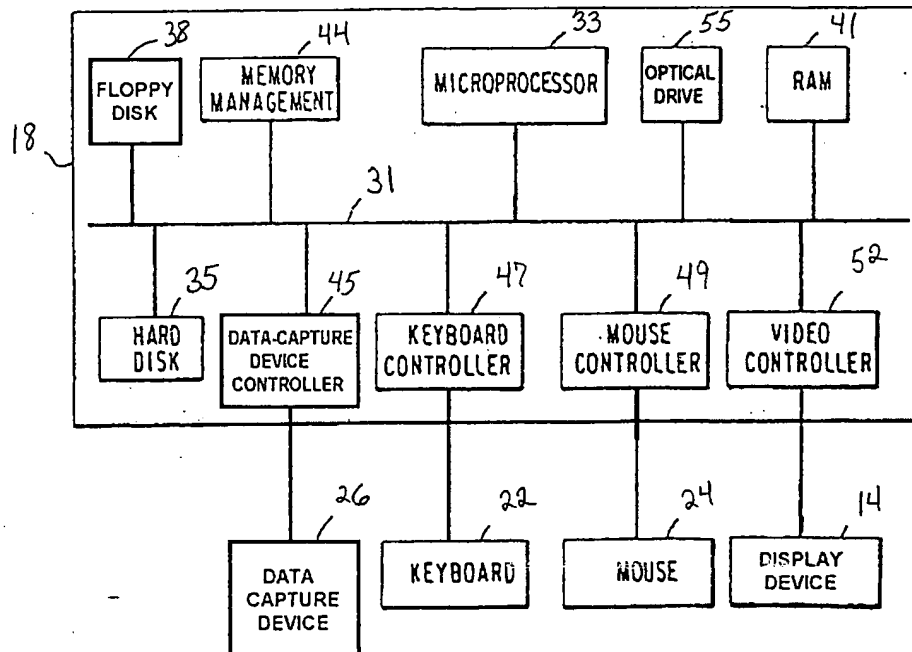 38
44
33
55
41
FLOPPY
DISK
MEMORY
MANAGEMENT
MICROPROCESSOR
OPTICAL
DRIVE
RAM
18
31
35
45
47
49
52
HARD
DISK
DATA-CAPTURE
DEVICE
CONTROLLER
KEYBOARD
CONTROLLER
MOUSE
CONTROLLER
VIDEO
CONTROLLER
26
22
24
14
DATA
CAPTURE
DEVICE
KEYBOARD
MOUSE
DISPLAY
DEVICE